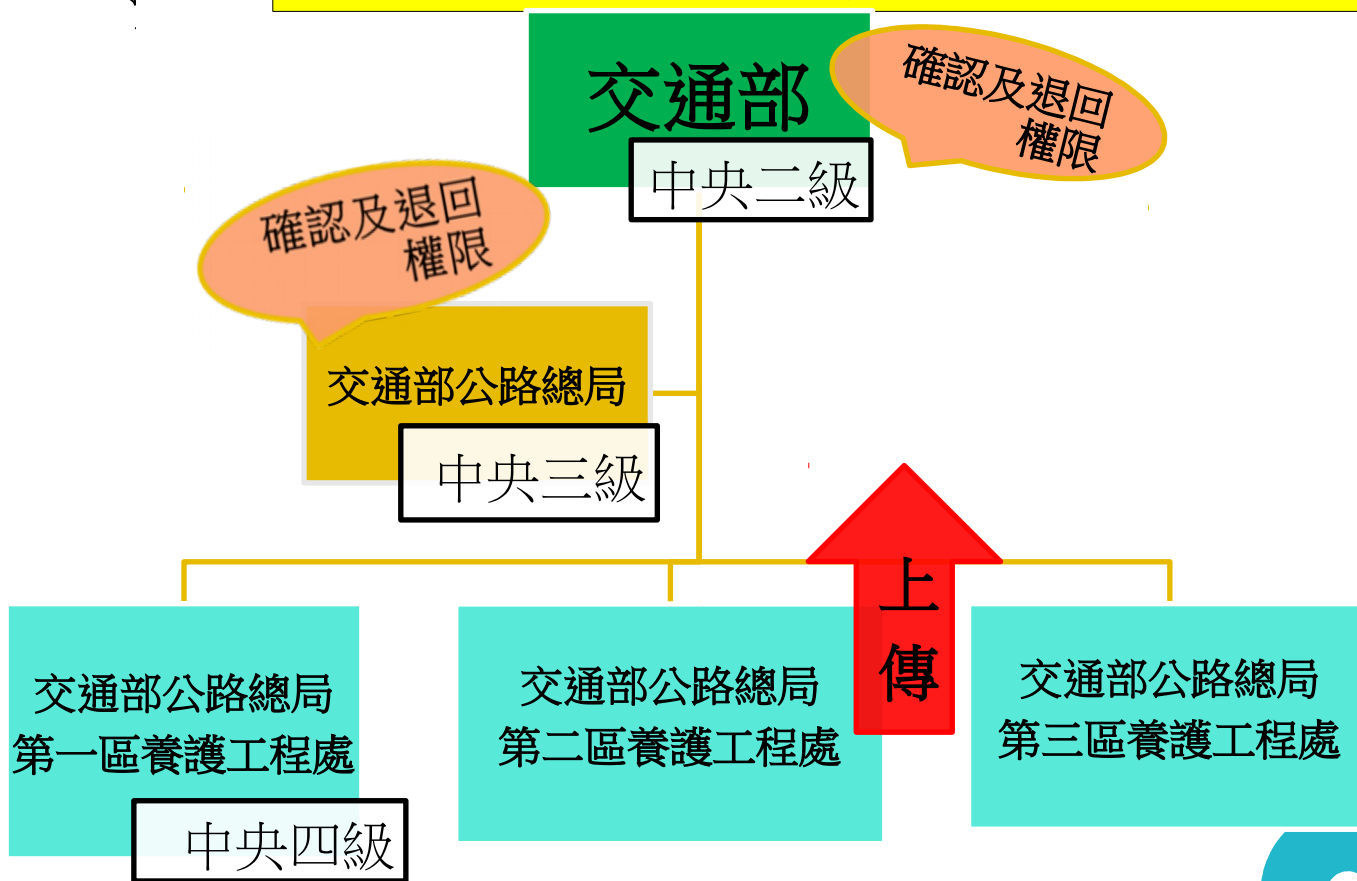 交通部
確認及退回
權限
中央二級
確認及退回
權限
交通部公路總局
中央三級
上
傳
交通部公路總局
第一區養護工程處
中央四級
交通部公路總局
第二區養護工程處
交通部公路總局
第三區養護工程處